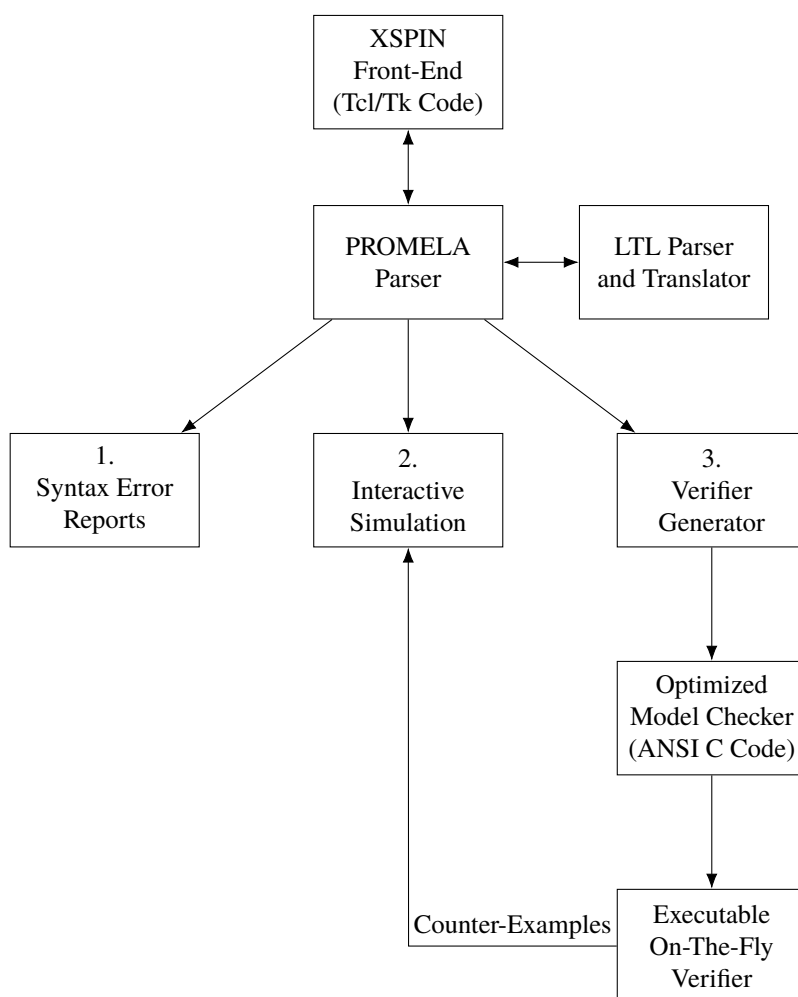 XSPIN
Front-End
(Tcl/Tk Code)
PROMELA
Parser
LTL Parser
and Translator
1.
Syntax Error
Reports
2.
Interactive
Simulation
3.
Verifier
Generator
Optimized
Model Checker
(ANSI C Code)
Counter-Examples
Executable
On-The-Fly
Verifier